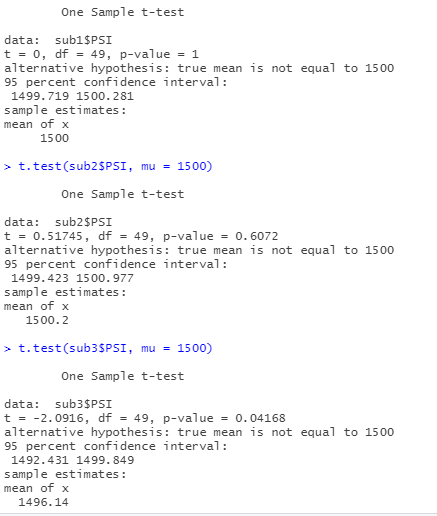 One Sample t-test
data:  sub1$PSI
t = 0, df = 49, p-value = 1
alternative hypothesis: true mean is not equal to 1500
95 percent confidence interval:
1499.719 1500.281
sample estimates:
mean of x
1500
> t.test(sub2$PSI, mu = 1500)
One Sample t-test
data:  sub2$PSI
t = 0.51745, df = 49, p-value = 0.6072
alternative hypothesis: true mean is not equal to 1500
95 percent confidence interval:
1499.423 1500.977
sample estimates:
mean of x
1500.2
> t.test(sub3$PSI, mu = 1500)
One Sample t-test
data:  sub3$PSI
t = -2.0916, df = 49, p-value = 0.04168
alternative hypothesis: true mean is not equal to 1500
95 percent confidence interval:
1492.431 1499.849
sample estimates:
mean of x
1496.14